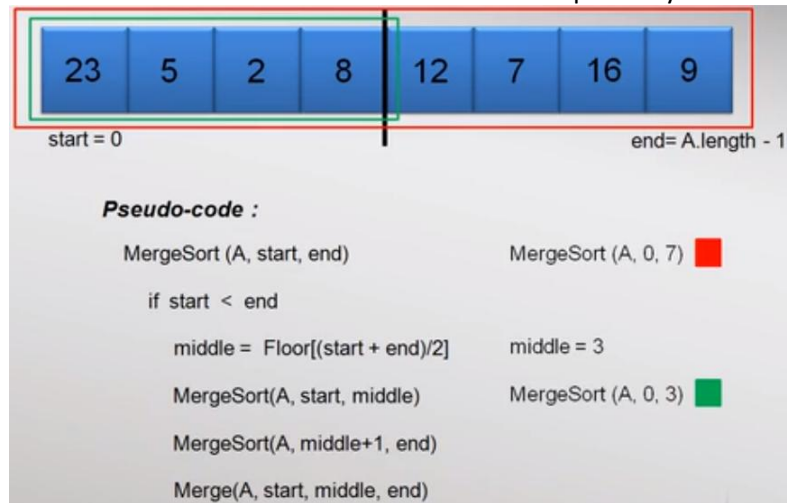 23 5 2 8 12 7 16 9
start = 0 end= A.length - 1
Pseudo-code :
MergeSort (A, start, end) MergeSort (A, 0, 7)
if start < end
middle = Floor[(start + end)/2] middle = 3
MergeSort(A, start, middle) MergeSort (A, 0, 3)
MergeSort(A, middle+1, end)
Merge(A, start, middle, end)